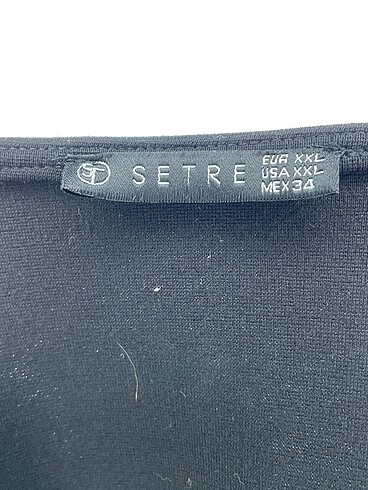 ST SETRE
EUR XXL
USA XXL
MEX 34